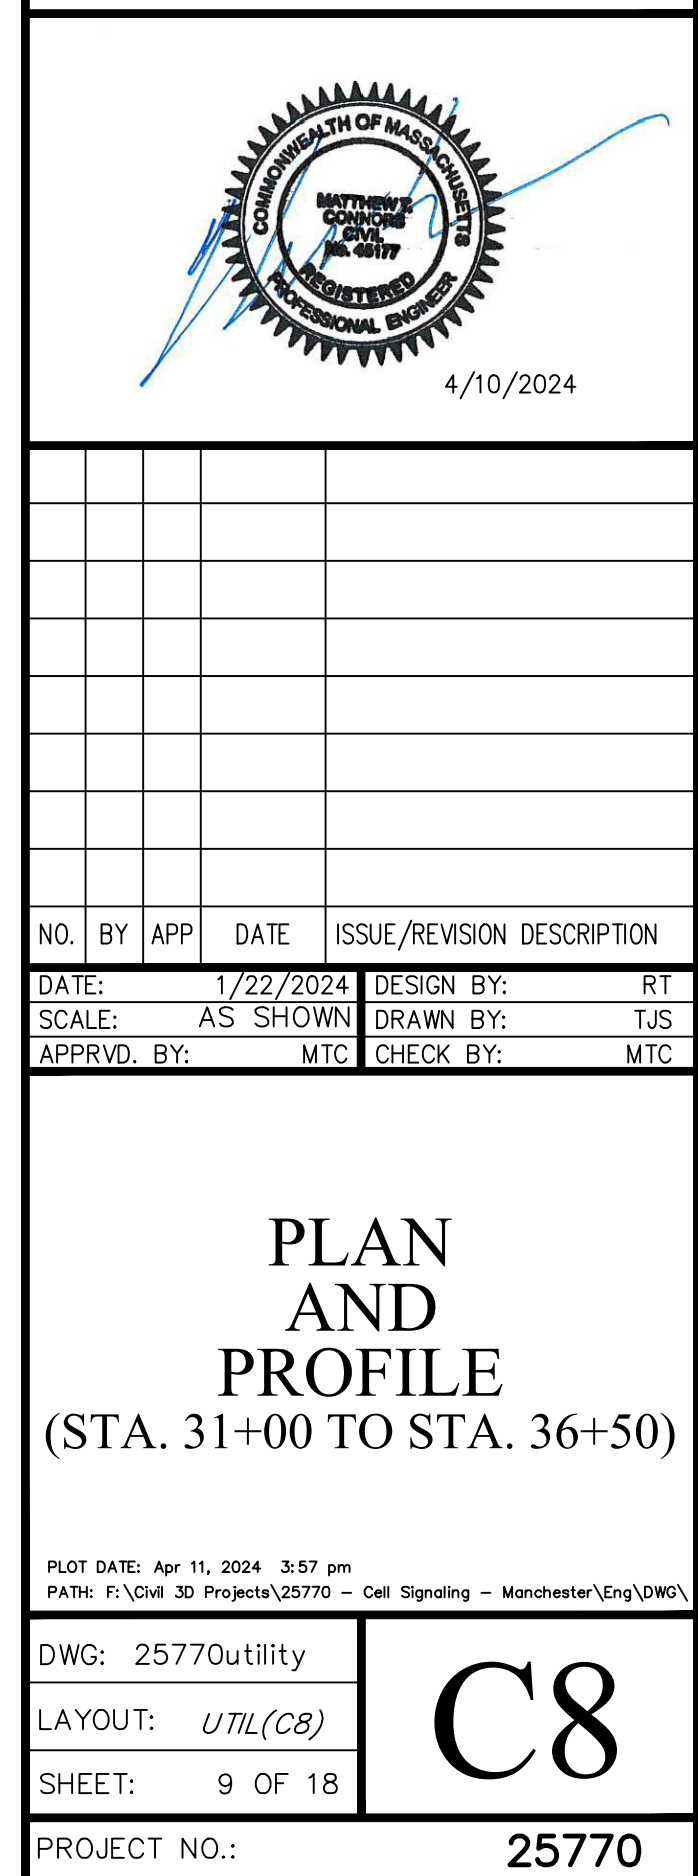 COMMONWEALTH OF MASSACHUSETTS
MATTHEW T.
CONNORS
CIVIL
No. 46177
REGISTERED
PROFESSIONAL ENGINEER
4/10/2024
NO. BY APP DATE ISSUE/REVISION DESCRIPTION
DATE: 1/22/2024 DESIGN BY: RT
SCALE: AS SHOWN DRAWN BY: TJS
APPRVD. BY: MTC CHECK BY: MTC
PLAN
AND
PROFILE
(STA. 31+00 TO STA. 36+50)
PLOT DATE: Apr 11, 2024 3:57 pm
PATH: F:\Civil 3D Projects\25770 - Cell Signaling - Manchester\Eng\DWG\
DWG: 25770utility
LAYOUT: UTIL(C8)
SHEET: 9 OF 18
C8
PROJECT NO.: 25770